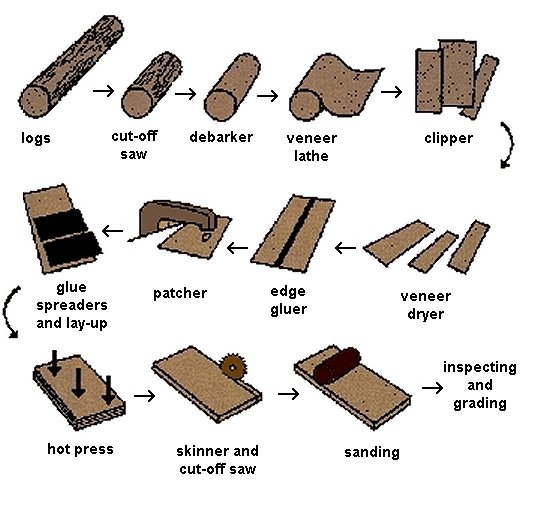 logs
cut-off
saw
debarker
veneer
lathe
clipper
glue
spreaders
and lay-up
patcher
edge
gluer
veneer
dryer
hot press
skinner and
cut-off saw
sanding
inspecting
and
grading